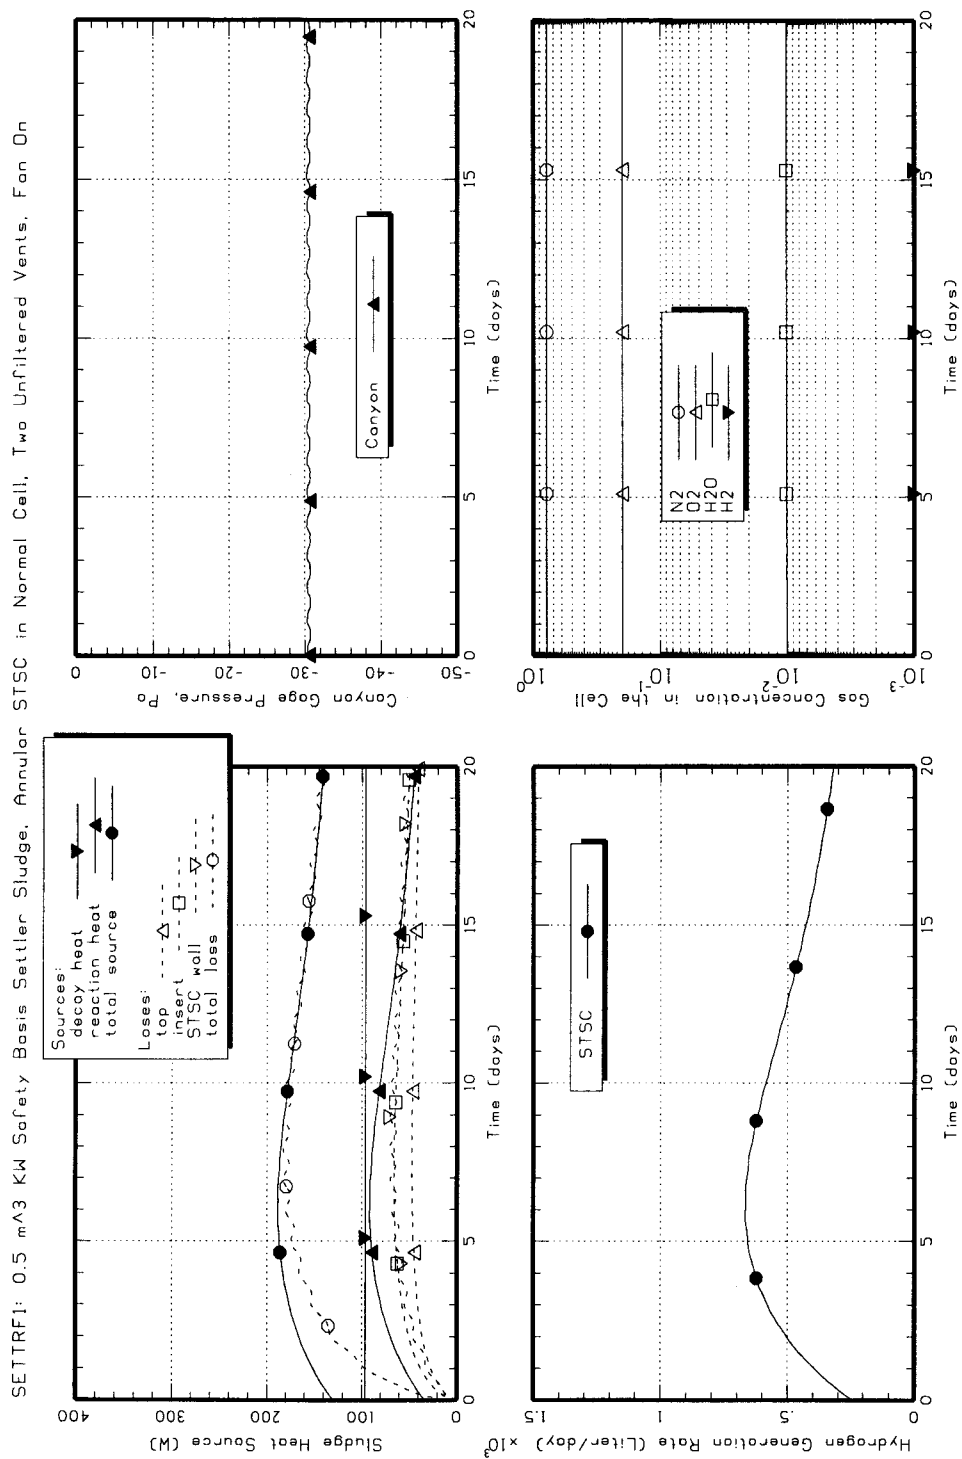 SETTRF1: 0.5 m^3 KW Safety Basis Settler Sludge, Annular STSC in Normal Cell, Two Unfiltered Vents, Fan On
Sludge Heat Source (W)
400
300
200
100
0
0
5
10
15
20
Time (days)
Sources:
decay heat
reaction heat
total source
Loses:
top
insert
STSC wall
total loss
Canyon Gage Pressure, Pa
0
-10
-20
-30
-40
-50
0
5
10
15
20
Time (days)
Canyon
Hydrogen Generation Rate (Liter/day) ×10^3
1.5
1
.5
0
0
5
10
15
20
Time (days)
STSC
Gas Concentration in the Cell
10^0
10^-1
10^-2
10^-3
0
5
10
15
20
Time (days)
N2
O2
H2O
H2